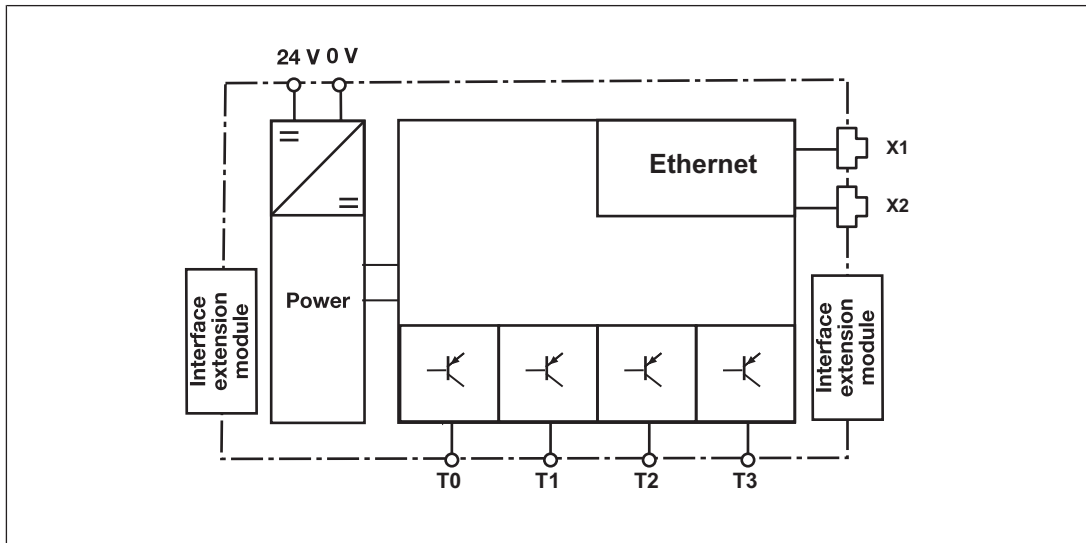 24 V 0 V
Ethernet
X1
X2
Power
Interface
extension
module
Interface
extension
module
T0 T1 T2 T3